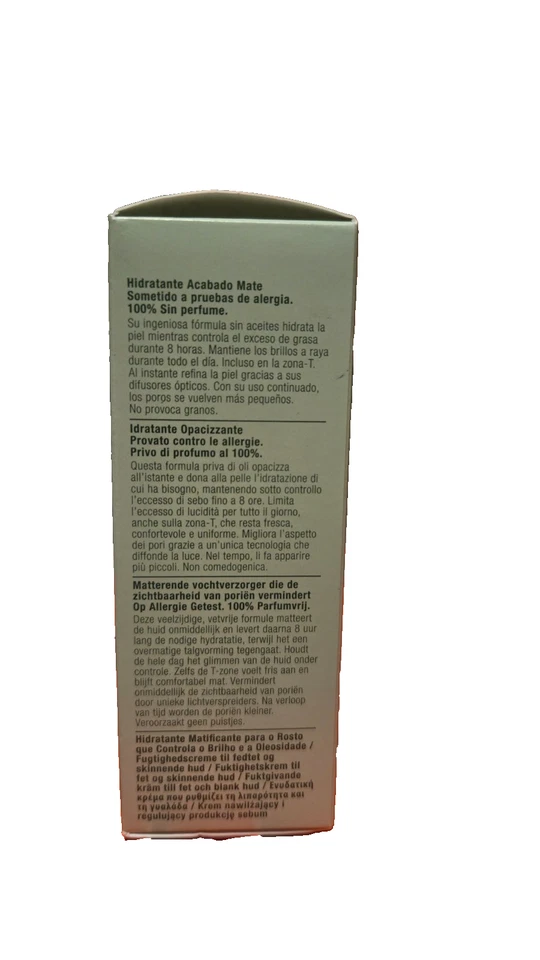 Hidratante Acabado Mate
Sometido a pruebas de alergia.
100% Sin perfume.
Su ingeniosa fórmula sin aceites hidrata la
piel mientras controla el exceso de grasa
durante 8 horas. Mantiene los brillos a raya
durante todo el día. Incluso en la zona-T.
Al instante refina la piel gracias a sus
difusores ópticos. Con su uso continuado,
los poros se vuelven más pequeños.
No provoca granos.
Idratante Opacizzante
Provato contro le allergie.
Privo di profumo al 100%.
Questa formula priva di oli opacizza
all'istante e dona alla pelle l'idratazione di
cui ha bisogno, mantenendo sotto controllo
l'eccesso di sebo fino a 8 ore. Limita
l'eccesso di lucidità per tutto il giorno,
anche sulla zona-T, che resta fresca,
confortevole e uniforme. Migliora l'aspetto
dei pori grazie a un'unica tecnologia che
diffonde la luce. Nel tempo, li fa apparire
più piccoli. Non comedogenica.
Matterende vochtverzorger die de
zichtbaarheid van poriën vermindert
Op Allergie Getest. 100% Parfumvrij.
Deze veelzijdige, vetvrije formule matteert
de huid onmiddellijk en levert daarna 8 uur
lang de nodige hydratatie, terwijl het een
overmatige talgvorming tegengaat. Houdt
de hele dag het glimmen van de huid onder
controle. Zelfs de T-zone voelt fris aan en
blijft comfortabel mat. Vermindert
onmiddellijk de zichtbaarheid van poriën
door unieke lichtverspreiders. Na verloop
van tijd worden de poriën kleiner.
Veroorzaakt geen puistjes.
Hidratante Matificante para o Rosto
que Controla o Brilho e a Oleosidade /
Fugtighedscreme til fedtet og
skinnende hud / Fuktighetskrem til
fet og skinnende hud / Fuktgivande
kräm till fet och blank hud / Ενυδατική
κρέμα που ρυθμίζει τη λιπαρότητα και
τη γυαλάδα / Krem nawilżający i
regulujący produkcję sebum